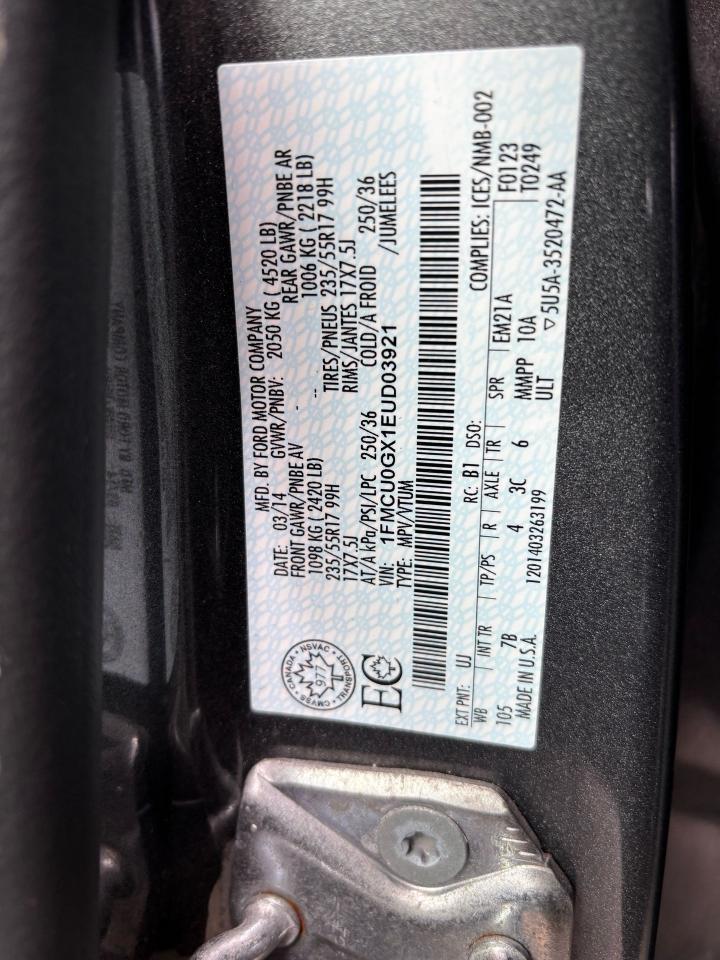 MFD. BY FORD MOTOR COMPANY
DATE: 03/14 GVWR/PNBV: 2050 KG ( 4520 LB)
FRONT GAWR/PNBE AV REAR GAWR/PNBE AR
1098 KG ( 2420 LB) 1006 KG ( 2218 LB)
235/55R17 99H TIRES/PNEUS 235/55R17 99H
17X7.5J RIMS/JANTES 17X7.5J
AT/A kPa/PSI/LPC 250/36 COLD/A FROID 250/36
VIN: 1FMCU0GX1EUD03921 /JUMELEES
TYPE: MPV/VTUM
CANADA · NSVAC · TRANSPORT · CMVSS
977
T
EC
EXT PNT: UJ RC: B1 DSO: COMPLIES: ICES/NMB-002
WB INT TR TP/PS R AXLE TR SPR EM21A F0123
105 7B 4 3C 6 MMPP 10A T0249
MADE IN U.S.A. 1201403263199 ULT ▽5U5A-3520472-AA